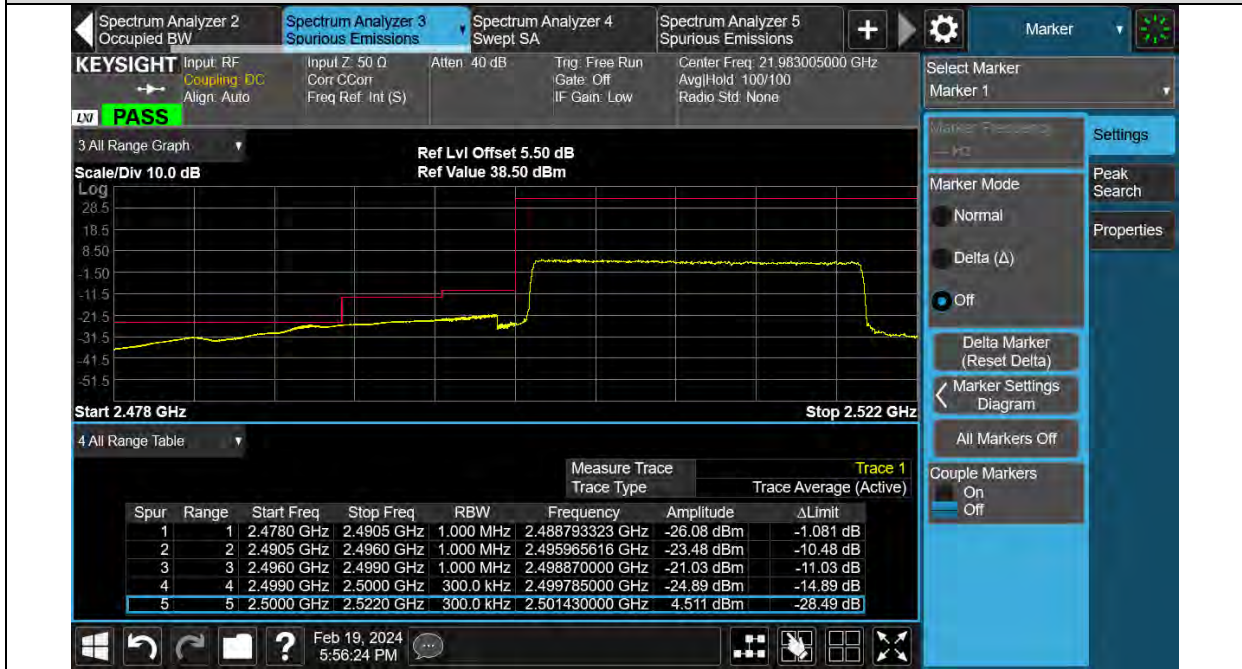 Spectrum Analyzer 2
Occupied BW
Spectrum Analyzer 3
Spurious Emissions
Spectrum Analyzer 4
Swept SA
Spectrum Analyzer 5
Spurious Emissions
+
Marker
KEYSIGHT
Input: RF
Coupling: DC
Align: Auto
Input Z: 50 Ω
Corr CCorr
Freq Ref: Int (S)
Atten: 40 dB
Trig: Free Run
Gate: Off
IF Gain: Low
Center Freq: 21.983005000 GHz
Avg|Hold: 100/100
Radio Std: None
LXI
PASS
Select Marker
Marker 1
3 All Range Graph
Ref Lvl Offset 5.50 dB
Scale/Div 10.0 dB
Ref Value 38.50 dBm
Log
28.5
18.5
8.50
-1.50
-11.5
-21.5
-31.5
-41.5
-51.5
Start 2.478 GHz
Stop 2.522 GHz
Marker Frequency
--- Hz
Marker Mode
Normal
Delta (Δ)
Off
Delta Marker
(Reset Delta)
Marker Settings
Diagram
All Markers Off
Couple Markers
On
Off
Settings
Peak
Search
Properties
4 All Range Table
Measure Trace Trace 1
Trace Type Trace Average (Active)
Spur Range Start Freq Stop Freq RBW Frequency Amplitude ΔLimit
1 1 2.4780 GHz 2.4905 GHz 1.000 MHz 2.488793323 GHz -26.08 dBm -1.081 dB
2 2 2.4905 GHz 2.4960 GHz 1.000 MHz 2.495965616 GHz -23.48 dBm -10.48 dB
3 3 2.4960 GHz 2.4990 GHz 1.000 MHz 2.498870000 GHz -21.03 dBm -11.03 dB
4 4 2.4990 GHz 2.5000 GHz 300.0 kHz 2.499785000 GHz -24.89 dBm -14.89 dB
5 5 2.5000 GHz 2.5220 GHz 300.0 kHz 2.501430000 GHz 4.511 dBm -28.49 dB
?
Feb 19, 2024
5:56:24 PM